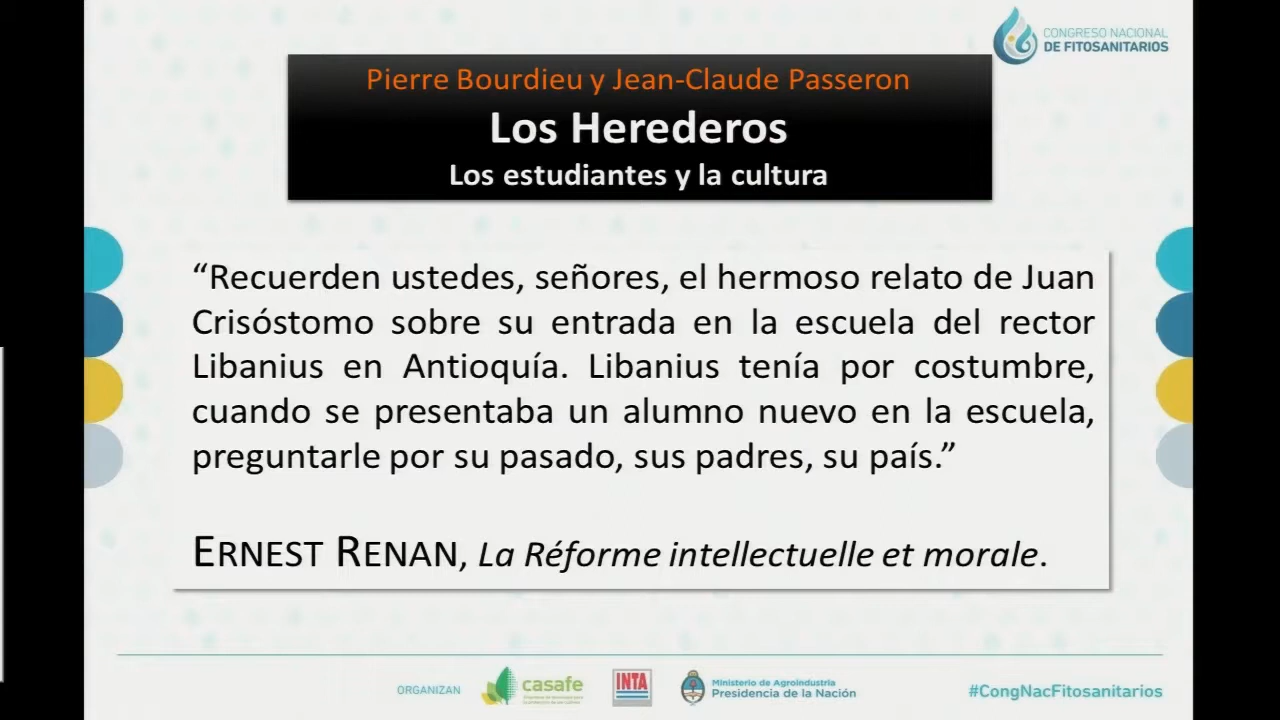 CONGRESO NACIONAL
DE FITOSANITARIOS
Pierre Bourdieu y Jean-Claude Passeron
Los Herederos
Los estudiantes y la cultura
“Recuerden ustedes, señores, el hermoso relato de Juan
Crisóstomo sobre su entrada en la escuela del rector
Libanius en Antioquía. Libanius tenía por costumbre,
cuando se presentaba un alumno nuevo en la escuela,
preguntarle por su pasado, sus padres, su país.”
ERNEST RENAN, La Réforme intellectuelle et morale.
ORGANIZAN
casafe
INTA
Ministerio de Agroindustria
Presidencia de la Nación
#CongNacFitosanitarios